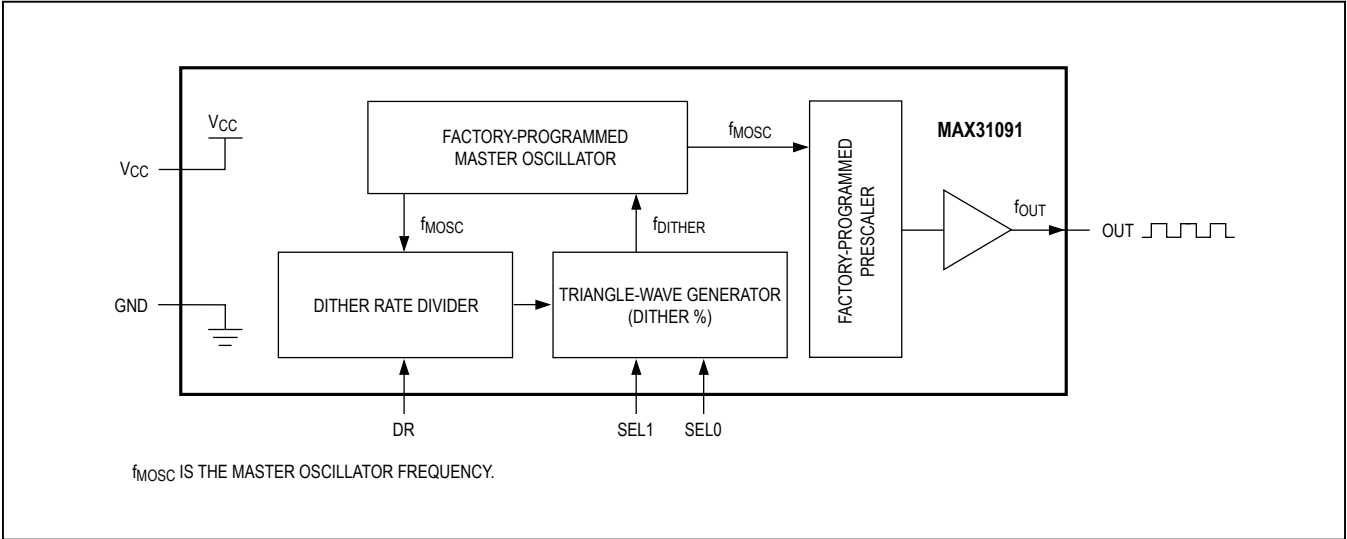 VCC
VCC
FACTORY-PROGRAMMED
MASTER OSCILLATOR
fMOSC
FACTORY-PROGRAMMED
PRESCALER
MAX31091
fOUT
OUT
fMOSC
fDITHER
GND
DITHER RATE DIVIDER
TRIANGLE-WAVE GENERATOR
(DITHER %)
DR
SEL1
SEL0
fMOSC IS THE MASTER OSCILLATOR FREQUENCY.